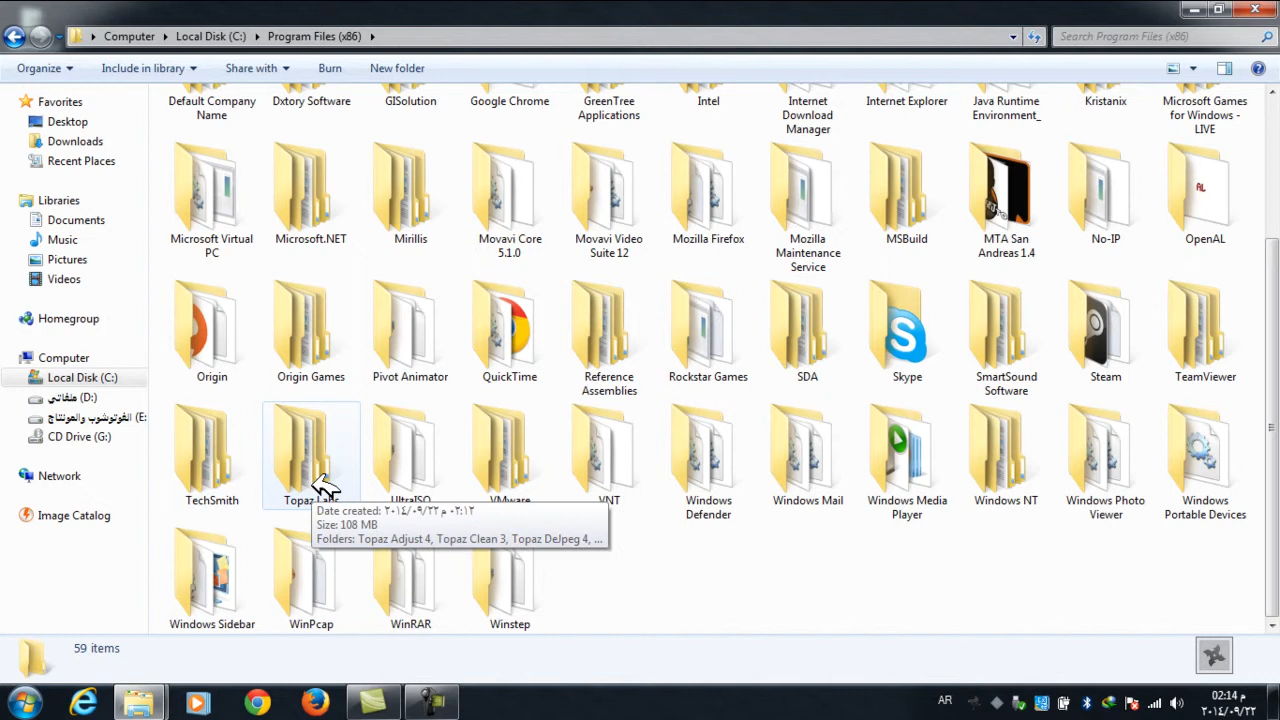 Computer ▸ Local Disk (C:) ▸ Program Files (x86) ▸
Search Program Files (x86)
Organize
Include in library
Share with
Burn
New folder
Favorites
Desktop
Downloads
Recent Places
Libraries
Documents
Music
Pictures
Videos
Homegroup
Computer
Local Disk (C:)
ملفاتي (D:)
الفوتوشوب والمونتاج (E:
CD Drive (G:)
Network
Image Catalog
Default Company Name
Dxtory Software
GISolution
Google Chrome
GreenTree Applications
Intel
Internet Download Manager
Internet Explorer
Java Runtime Environment_
Kristanix
Microsoft Games for Windows - LIVE
Microsoft Virtual PC
Microsoft.NET
Mirillis
Movavi Core 5.1.0
Movavi Video Suite 12
Mozilla Firefox
Mozilla Maintenance Service
MSBuild
MTA San Andreas 1.4
No-IP
AL
OpenAL
Origin
Origin Games
Pivot Animator
QuickTime
Reference Assemblies
Rockstar Games
SDA
Skype
SmartSound Software
Steam
TeamViewer
TechSmith
Topaz Labs
UltraISO
VMware
VNT
Windows Defender
Windows Mail
Windows Media Player
Windows NT
Windows Photo Viewer
Windows Portable Devices
Date created: ٢٠١٤/٠٩/٢٢ م ٠٢:١٢
Size: 108 MB
Folders: Topaz Adjust 4, Topaz Clean 3, Topaz DeJpeg 4, ...
Windows Sidebar
WinPcap
WinRAR
Winstep
59 items
AR
02:14 م
٢٠١٤/٠٩/٢٢